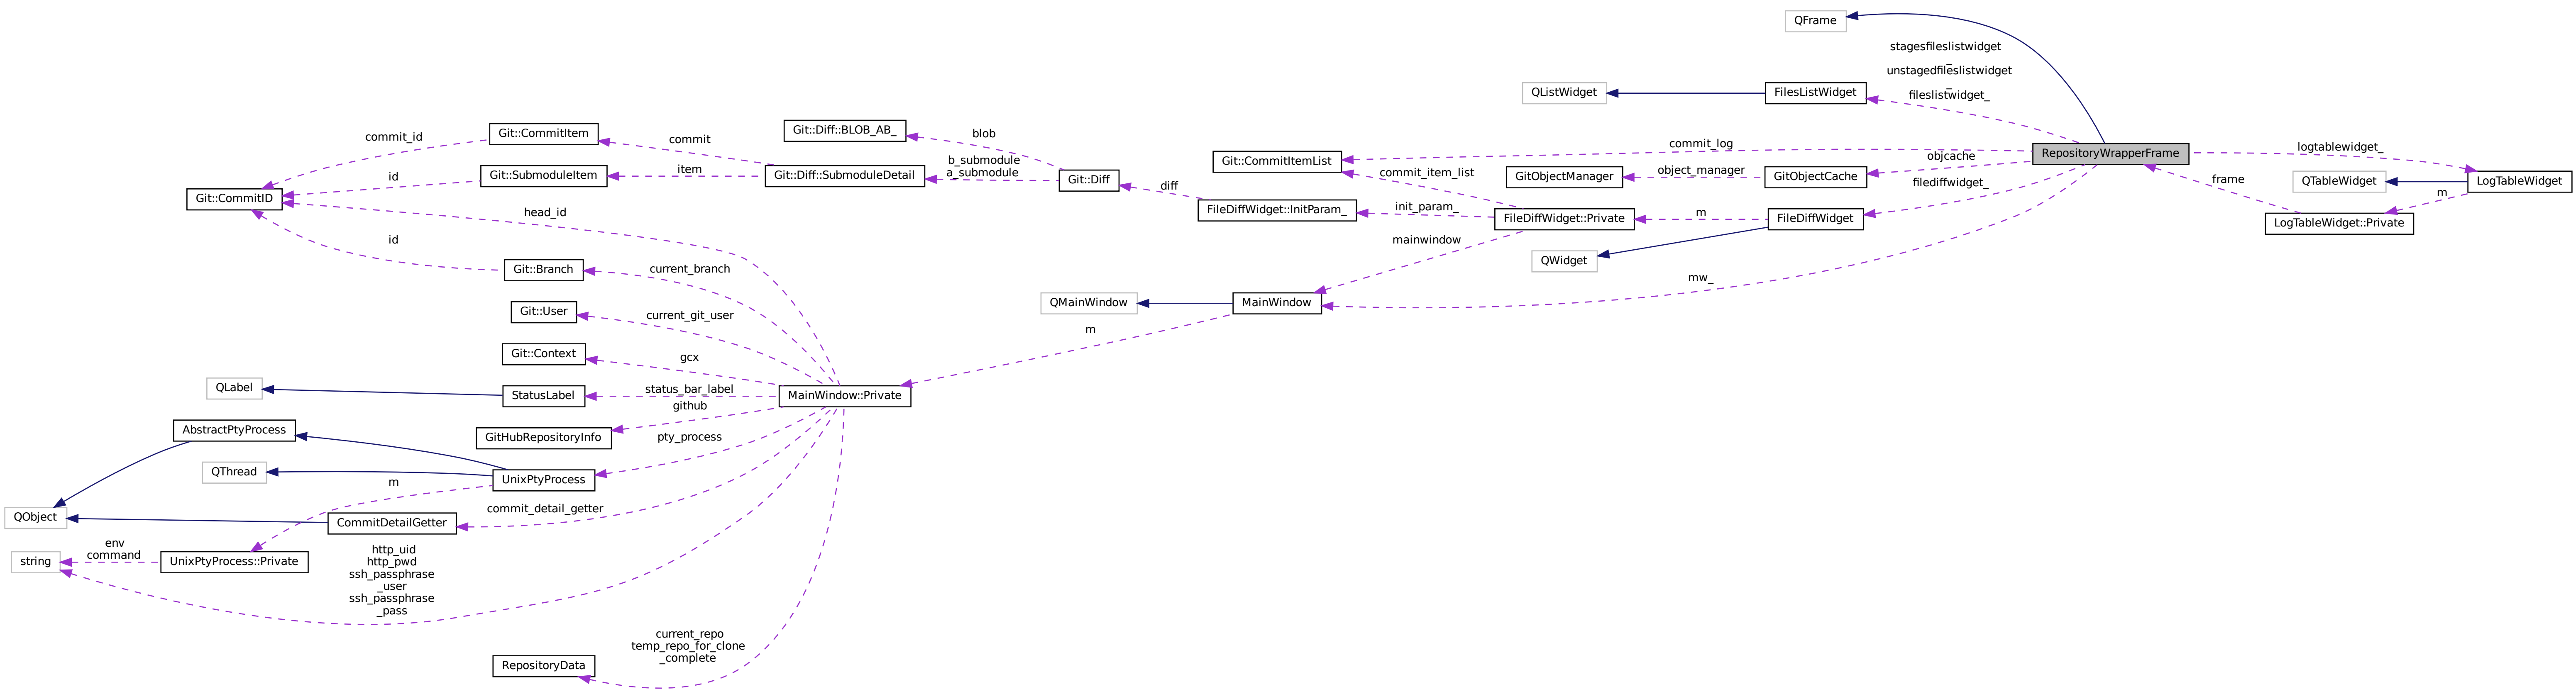 QFrame
stagesfileslistwidget
_
unstagedfileslistwidget
_
fileslistwidget_
QListWidget
FilesListWidget
Git::CommitItem
commit_id
commit
Git::Diff::BLOB_AB_
blob
Git::CommitItemList
commit_log
RepositoryWrapperFrame
logtablewidget_
objcache
Git::SubmoduleItem
id
item
Git::Diff::SubmoduleDetail
b_submodule
a_submodule
Git::Diff
diff
commit_item_list
GitObjectManager
object_manager
GitObjectCache
filediffwidget_
QTableWidget
LogTableWidget
frame
m
Git::CommitID
head_id
FileDiffWidget::InitParam_
init_param_
FileDiffWidget::Private
m
FileDiffWidget
LogTableWidget::Private
id
mainwindow
QWidget
Git::Branch
current_branch
mw_
QMainWindow
MainWindow
Git::User
current_git_user
m
Git::Context
gcx
QLabel
StatusLabel
status_bar_label
MainWindow::Private
github
AbstractPtyProcess
GitHubRepositoryInfo
pty_process
QThread
UnixPtyProcess
m
commit_detail_getter
QObject
CommitDetailGetter
env
command
string
UnixPtyProcess::Private
http_uid
http_pwd
ssh_passphrase
_user
ssh_passphrase
_pass
current_repo
temp_repo_for_clone
_complete
RepositoryData